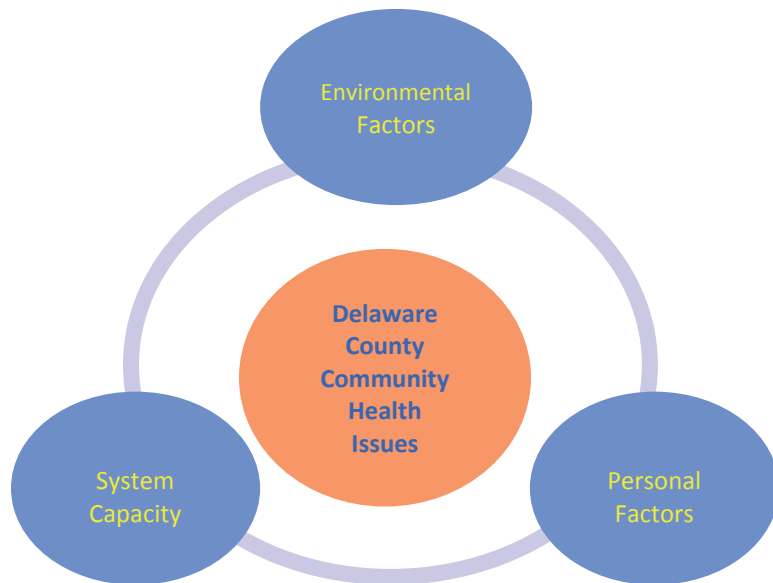 Environmental
Factors
Delaware
County
Community
Health
Issues
System
Capacity
Personal
Factors